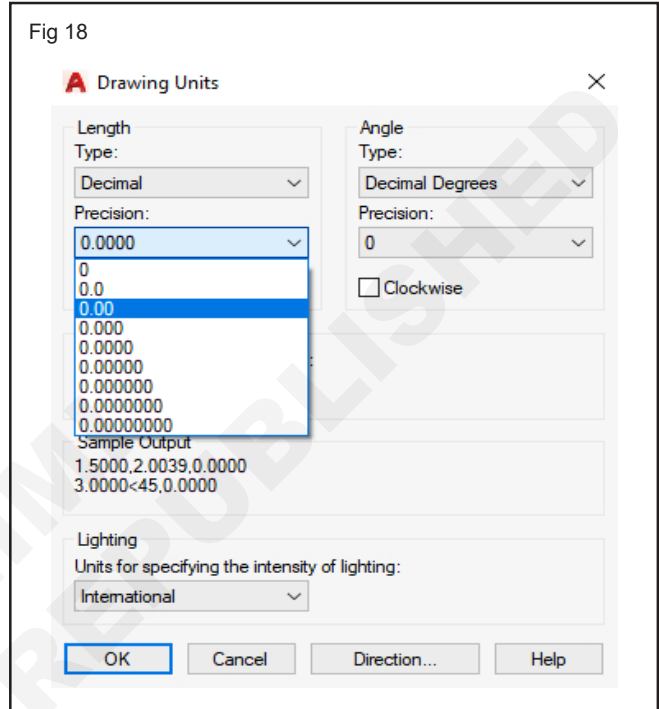 Fig 18
Drawing Units
Length
Type:
Decimal
Precision:
0.0000
0
0.0
0.00
0.000
0.0000
0.00000
0.000000
0.0000000
0.00000000
Angle
Type:
Decimal Degrees
Precision:
0
Clockwise
Sample Output
1.5000,2.0039,0.0000
3.0000<45,0.0000
Lighting
Units for specifying the intensity of lighting:
International
OK Cancel Direction... Help
REPUBLISHED